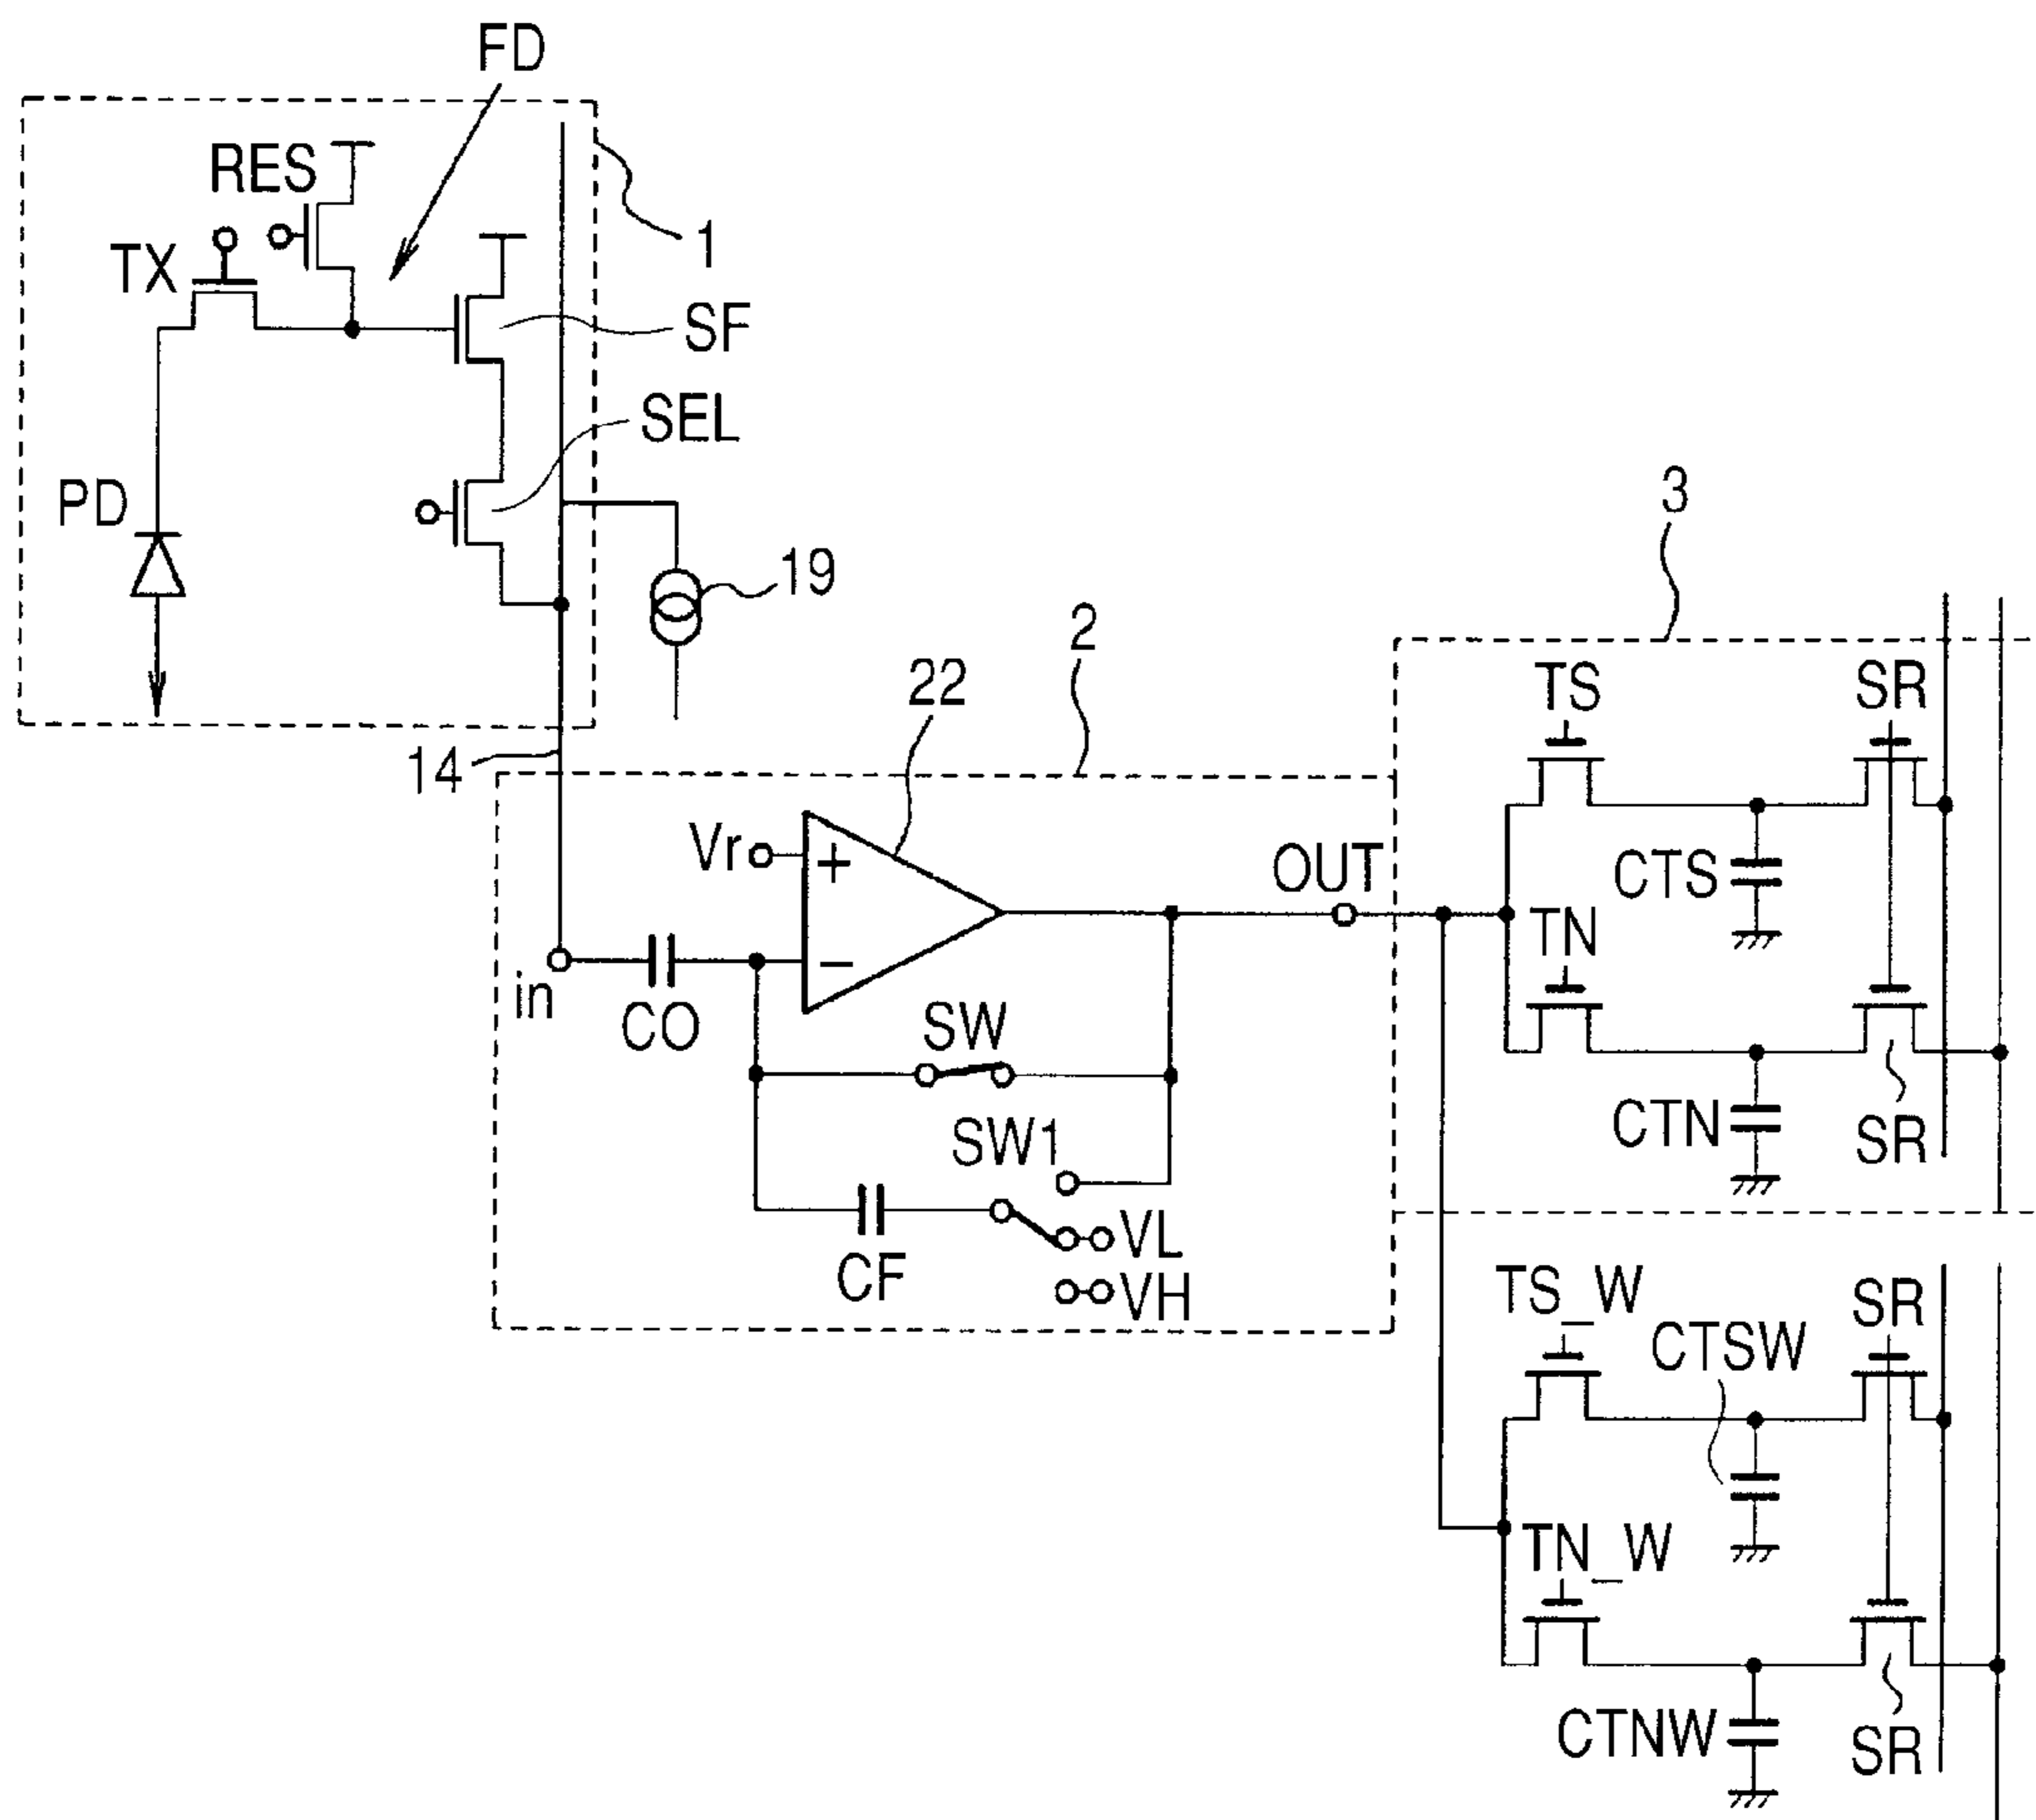 FD
RES
1
TX
SF
SEL
PD
19
3
2
22
TS
SR
14
Vr
+
OUT
CTS
TN
−
in
CO
SW
SW1
CTN
SR
VL
CF
VH
TS_W
SR
CTSW
TN_W
CTNW
SR